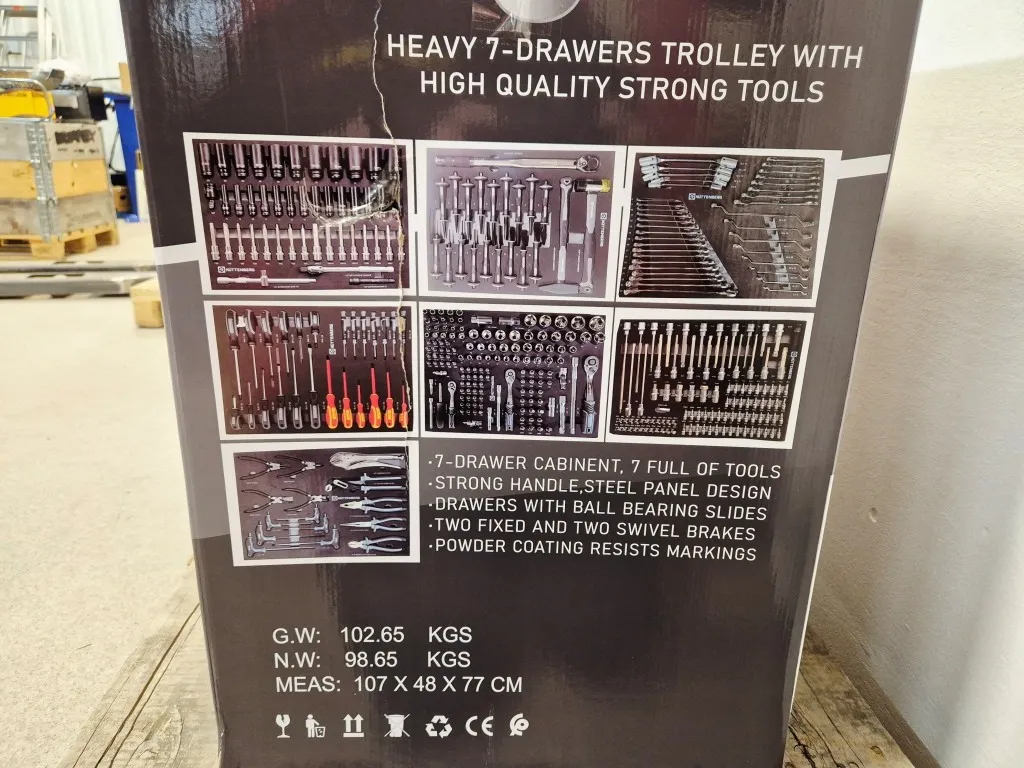 HEAVY 7-DRAWERS TROLLEY WITH
HIGH QUALITY STRONG TOOLS
·7-DRAWER CABINENT, 7 FULL OF TOOLS
·STRONG HANDLE,STEEL PANEL DESIGN
·DRAWERS WITH BALL BEARING SLIDES
·TWO FIXED AND TWO SWIVEL BRAKES
·POWDER COATING RESISTS MARKINGS
G.W: 102.65 KGS
N.W: 98.65 KGS
MEAS: 107 X 48 X 77 CM
CE